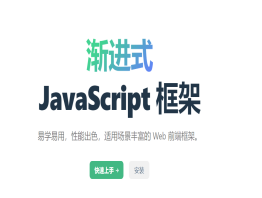 渐进式
JavaScript 框架
易学易用，性能出色，适用场景丰富的 Web 前端框架。
快速上手 →
安装